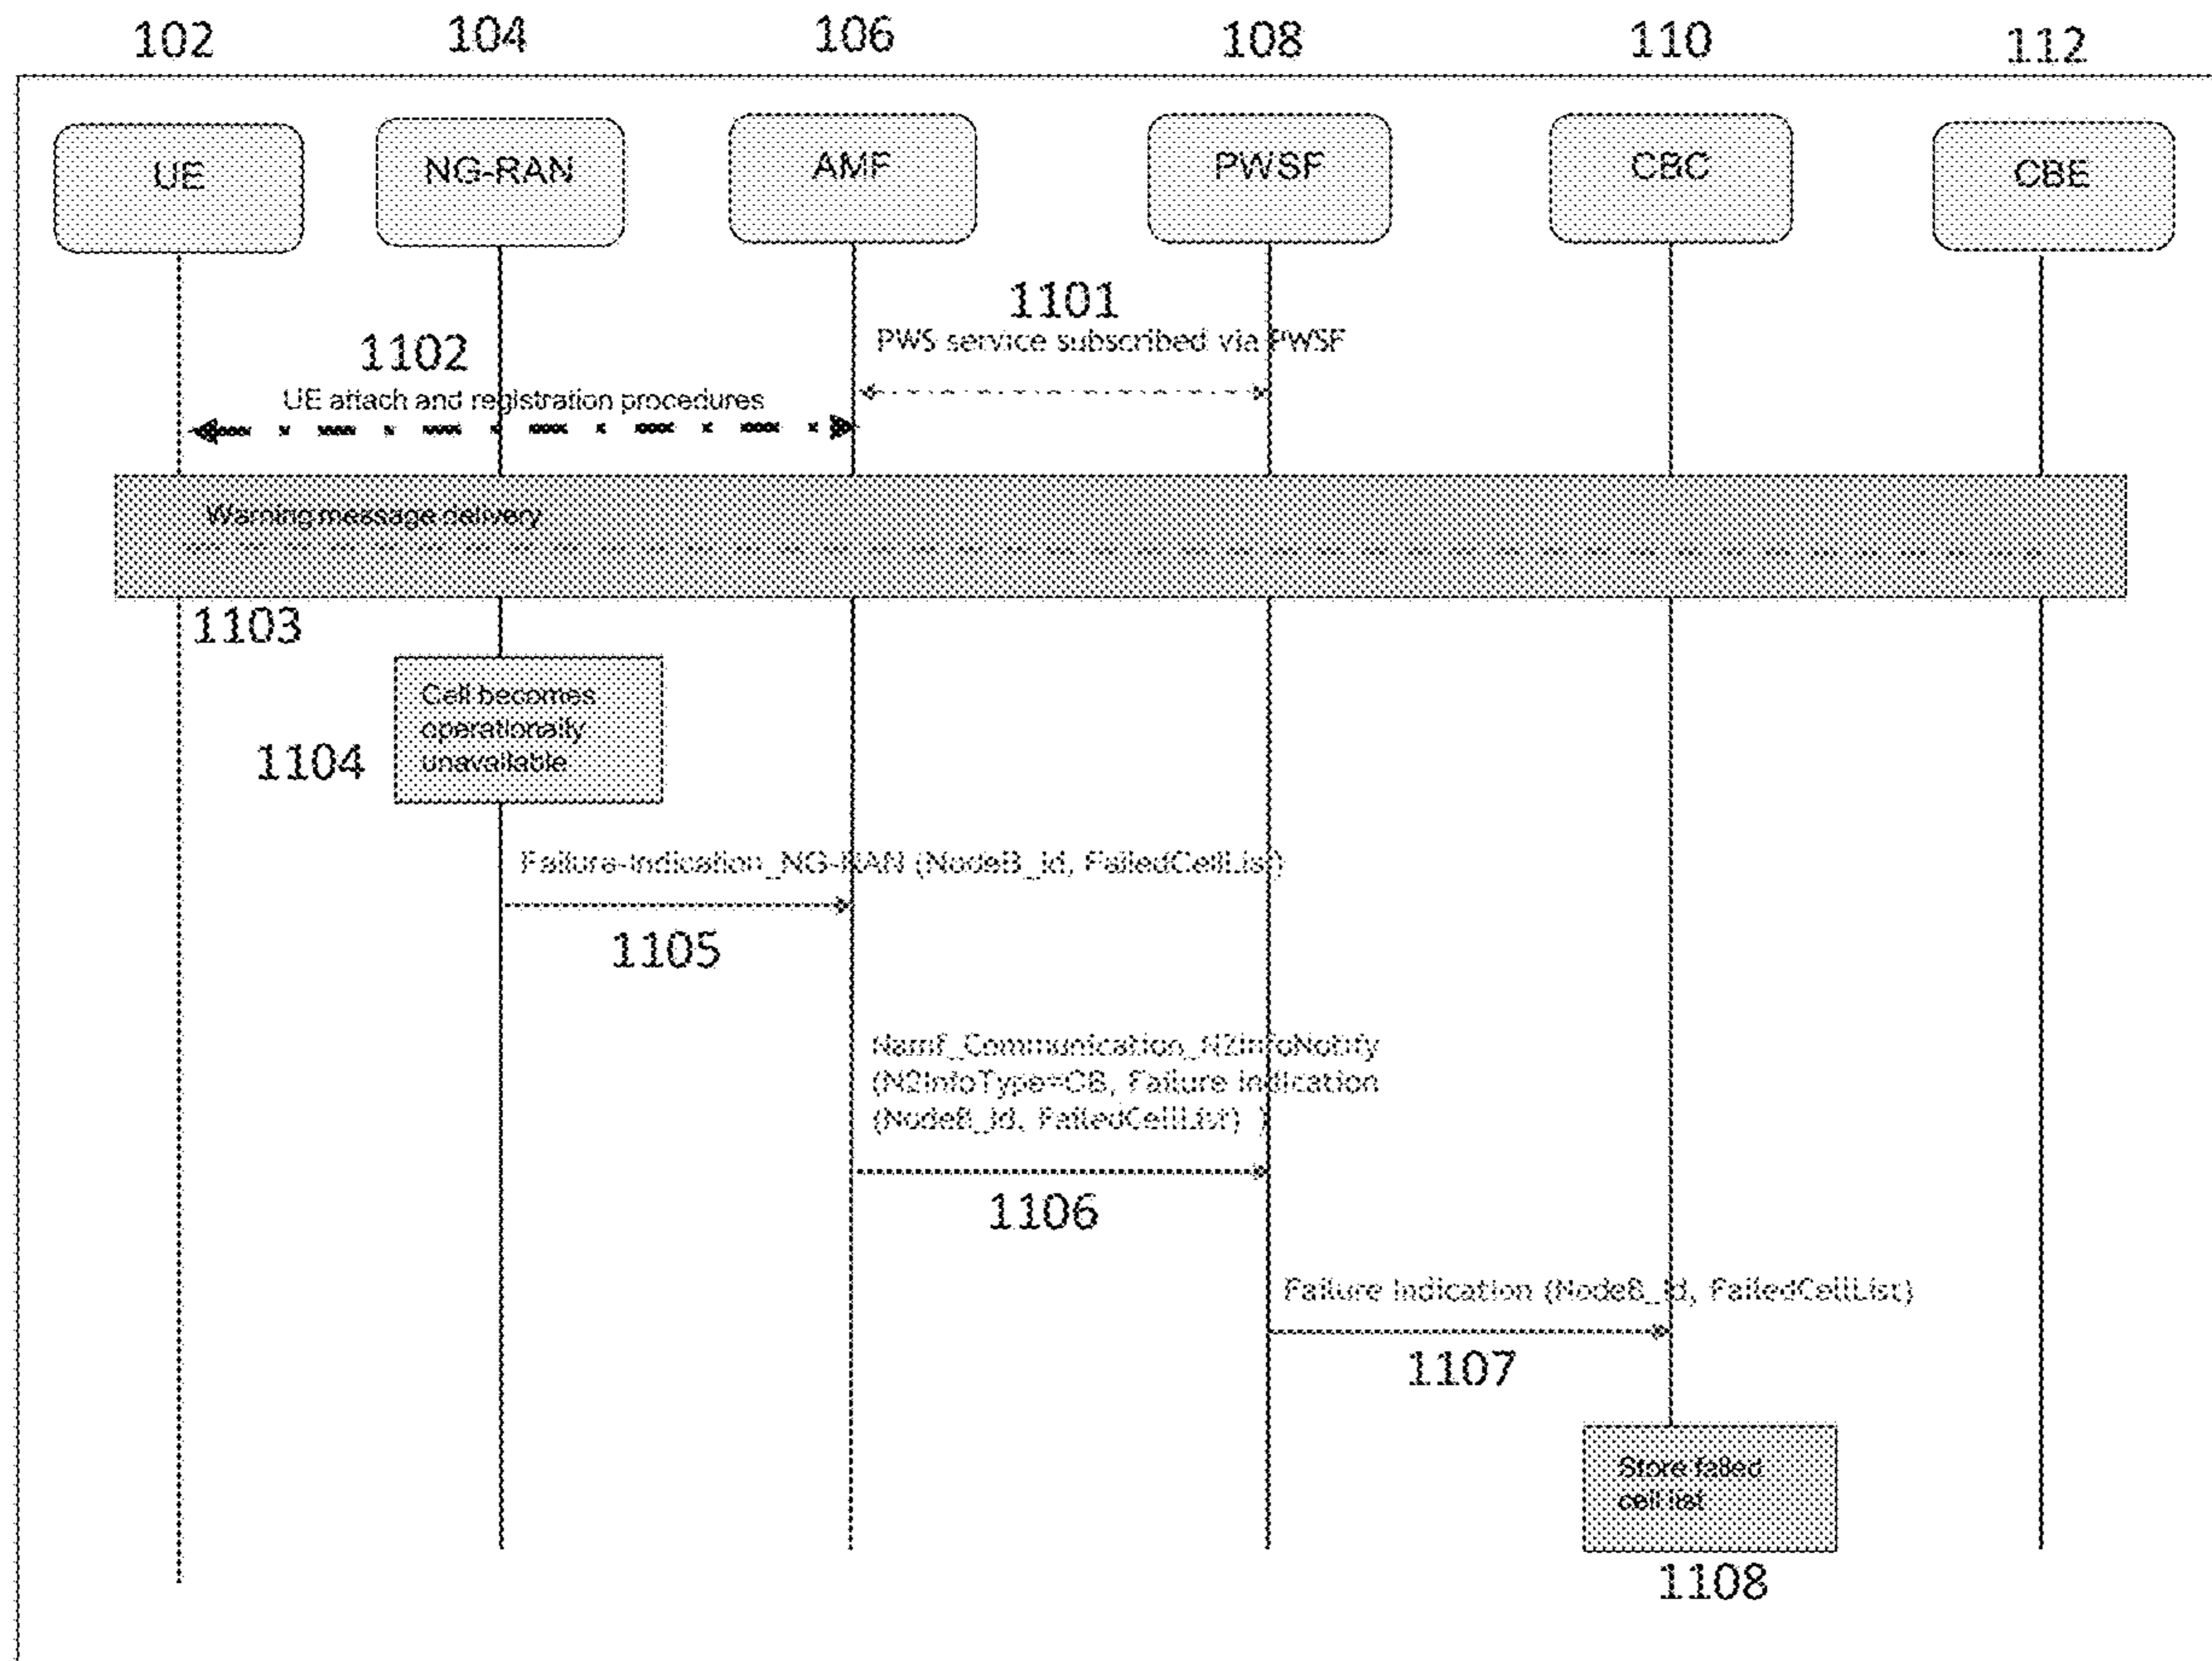 102 104 106 108 110 112
UE NG-RAN AMF PWSF CBC CBE
1101
PWS service subscribed via PWSF
1102
UE attach and registration procedures
Warning message delivery
1103
Cell becomes
operationally
unavailable
1104
Failure-Indication_NG-RAN (NodeB_Id, FailedCellList)
1105
Namf_Communication_N2InfoNotify
(N2InfoType=CB, Failure Indication
(NodeB_Id, FailedCellList) )
1106
Failure Indication (NodeB_Id, FailedCellList)
1107
Store failed
cell list
1108